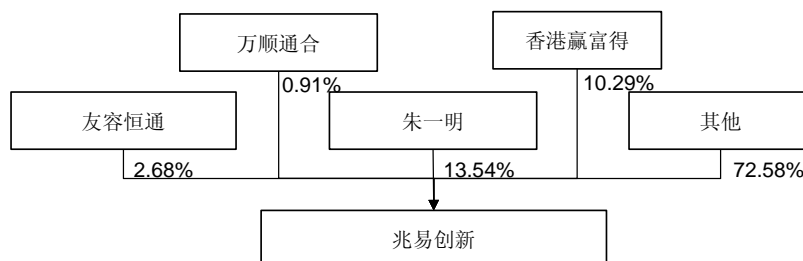 万顺通合
香港赢富得
0.91%
10.29%
友容恒通
朱一明
其他
2.68%
13.54%
72.58%
兆易创新